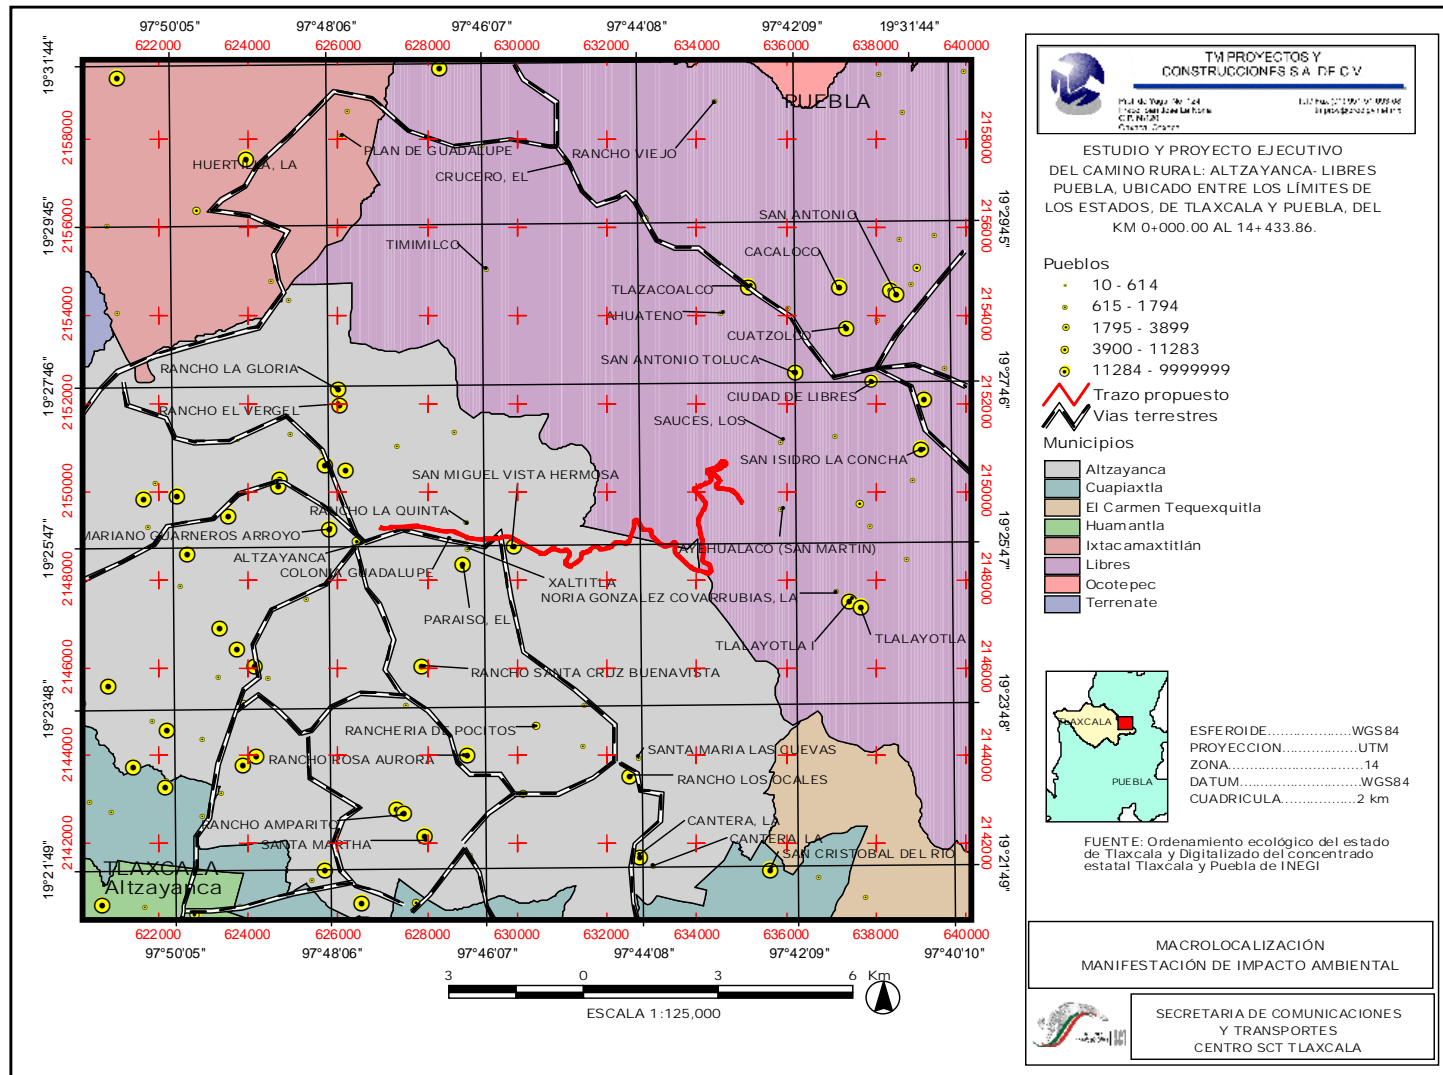 97°50'05" 97°48'06" 97°46'07" 97°44'08" 97°42'09" 19°31'44"
622000 624000 626000 628000 630000 632000 634000 636000 638000 640000
19°31'44"
2158000
19°29'45"
2156000
2154000
19°27'46"
2152000
2150000
19°25'47"
2148000
2146000
19°23'48"
2144000
2142000
19°21'49"
PUEBLA
HUERTILLA, LA
PLAN DE GUADALUPE
RANCHO VIEJO
CRUCERO, EL
SAN ANTONIO
TIMIMILCO
CACALOCO
TLAZACOALCO
AHUATENO
CUATZOLCO
SAN ANTONIO TOLUCA
RANCHO LA GLORIA
CIUDAD DE LIBRES
RANCHO EL VERGEL
SAUCES, LOS
SAN ISIDRO LA CONCHA
SAN MIGUEL VISTA HERMOSA
RANCHO LA QUINTA
MARIANO GUARNEROS ARROYO
AYEHUALACO (SAN MARTIN)
ALTZAYANCA
COLONIA GUADALUPE
XALTITLA
NORIA GONZALEZ COVARRUBIAS, LA
PARAISO, EL
TLALAYOTLA I
TLALAYOTLA
RANCHO SANTA CRUZ BUENAVISTA
RANCHERIA DE POCITOS
SANTA MARIA LAS CUEVAS
RANCHO ROSA AURORA
RANCHO LOS OCALES
RANCHO AMPARITO
CANTERA, LA
SANTA MARTHA
CANTERA, LA
SAN CRISTOBAL DEL RIO
TLAXCALA
Altzayanca
2158000
19°29'45"
2156000
2154000
19°27'46"
2152000
2150000
19°25'47"
2148000
2146000
19°23'48"
2144000
2142000
19°21'49"
622000 624000 626000 628000 630000 632000 634000 636000 638000 640000
97°50'05" 97°48'06" 97°46'07" 97°44'08" 97°42'09" 97°40'10"
3 0 3 6 Km
ESCALA 1:125,000
TM PROYECTOS Y
CONSTRUCCIONES S.A. DE C.V.
ESTUDIO Y PROYECTO EJECUTIVO
DEL CAMINO RURAL: ALTZAYANCA- LIBRES
PUEBLA, UBICADO ENTRE LOS LÍMITES DE
LOS ESTADOS, DE TLAXCALA Y PUEBLA, DEL
KM 0+000.00 AL 14+433.86.
Pueblos
10 - 614
615 - 1794
1795 - 3899
3900 - 11283
11284 - 9999999
Trazo propuesto
Vias terrestres
Municipios
Altzayanca
Cuapiaxtla
El Carmen Tequexquitla
Huamantla
Ixtacamaxtitlán
Libres
Ocotepec
Terrenate
TLAXCALA
PUEBLA
ESFEROIDE....................WGS84
PROYECCION................UTM
ZONA..............................14
DATUM...........................WGS84
CUADRICULA.................2 km
FUENTE: Ordenamiento ecológico del estado
de Tlaxcala y Digitalizado del concentrado
estatal Tlaxcala y Puebla de INEGI
MACROLOCALIZACIÓN
MANIFESTACIÓN DE IMPACTO AMBIENTAL
SECRETARIA DE COMUNICACIONES
Y TRANSPORTES
CENTRO SCT TLAXCALA